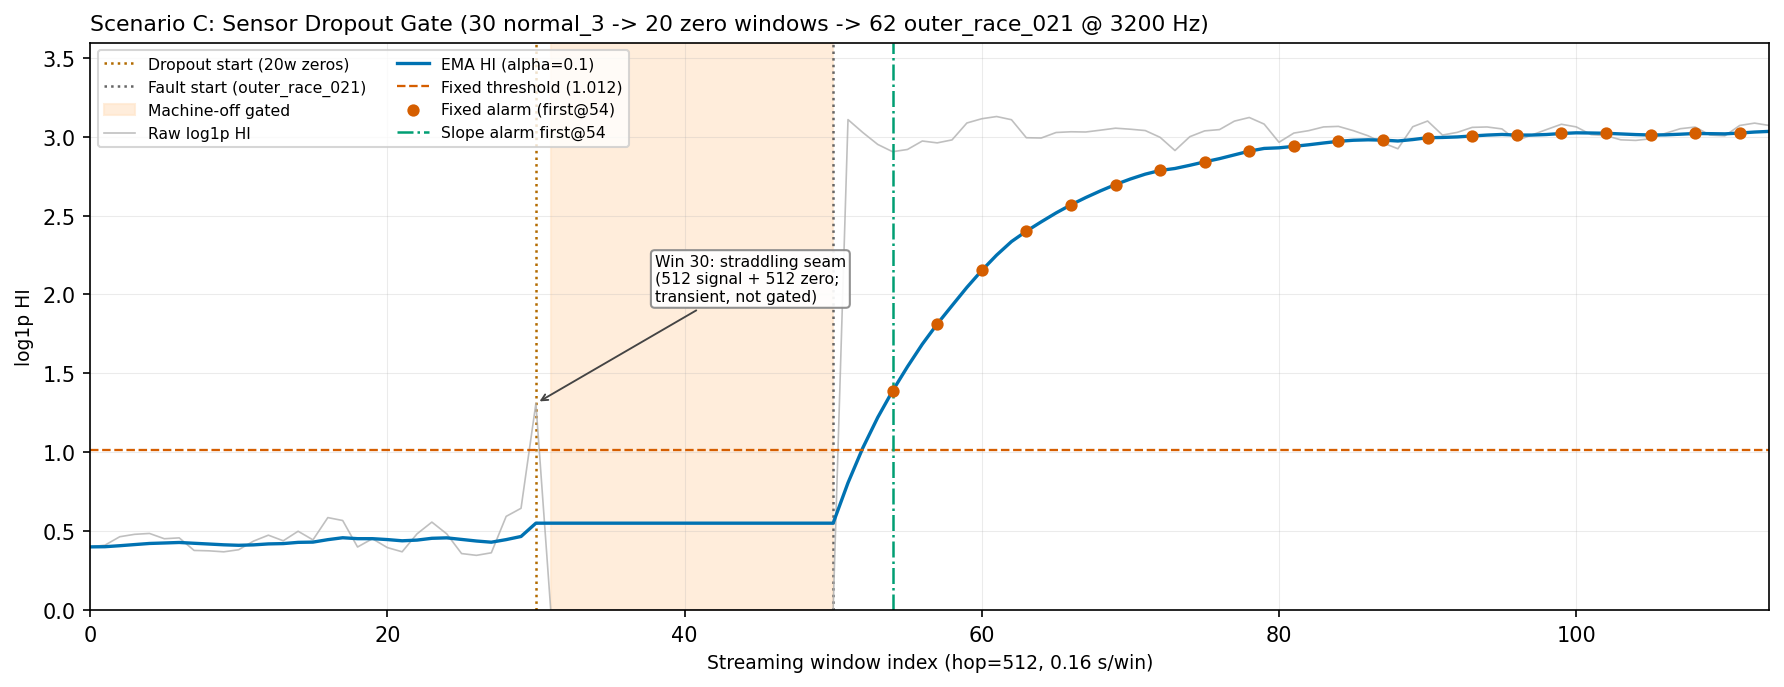 Scenario C: Sensor Dropout Gate (30 normal_3 -> 20 zero windows -> 62 outer_race_021 @ 3200 Hz)
3.5
3.0
2.5
2.0
1.5
1.0
0.5
0.0
log1p HI
Dropout start (20w zeros)
Fault start (outer_race_021)
Machine-off gated
Raw log1p HI
EMA HI (alpha=0.1)
Fixed threshold (1.012)
Fixed alarm (first@54)
Slope alarm first@54
Win 30: straddling seam
(512 signal + 512 zero;
transient, not gated)
0 20 40 60 80 100
Streaming window index (hop=512, 0.16 s/win)